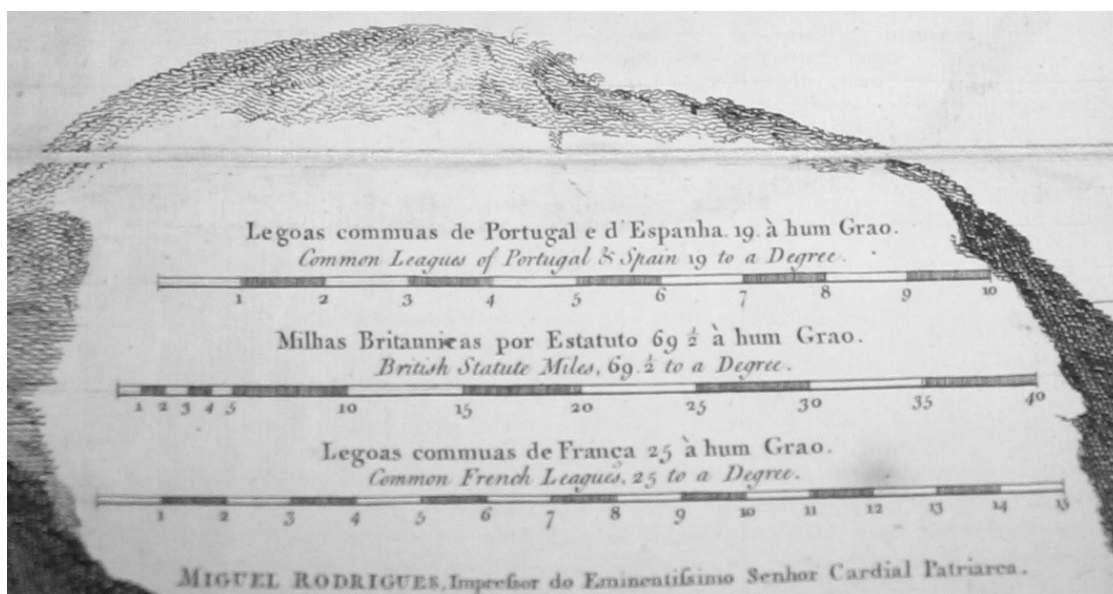 Legoas commuas de Portugal e d'Espanha. 19. à hum Grao.
Common Leagues of Portugal & Spain 19 to a Degree.
1 2 3 4 5 6 7 8 9 10
Milhas Britannicas por Estatuto 69 ½ à hum Grao.
British Statute Miles, 69.½ to a Degree.
1 2 3 4 5 10 15 20 25 30 35 40
Legoas commuas de França 25 à hum Grao.
Common French Leagues, 25 to a Degree.
1 2 3 4 5 6 7 8 9 10 11 12 13 14 15
MIGUEL RODRIGUES, Impreſsor do Eminentiſsimo Senhor Cardial Patriarca.